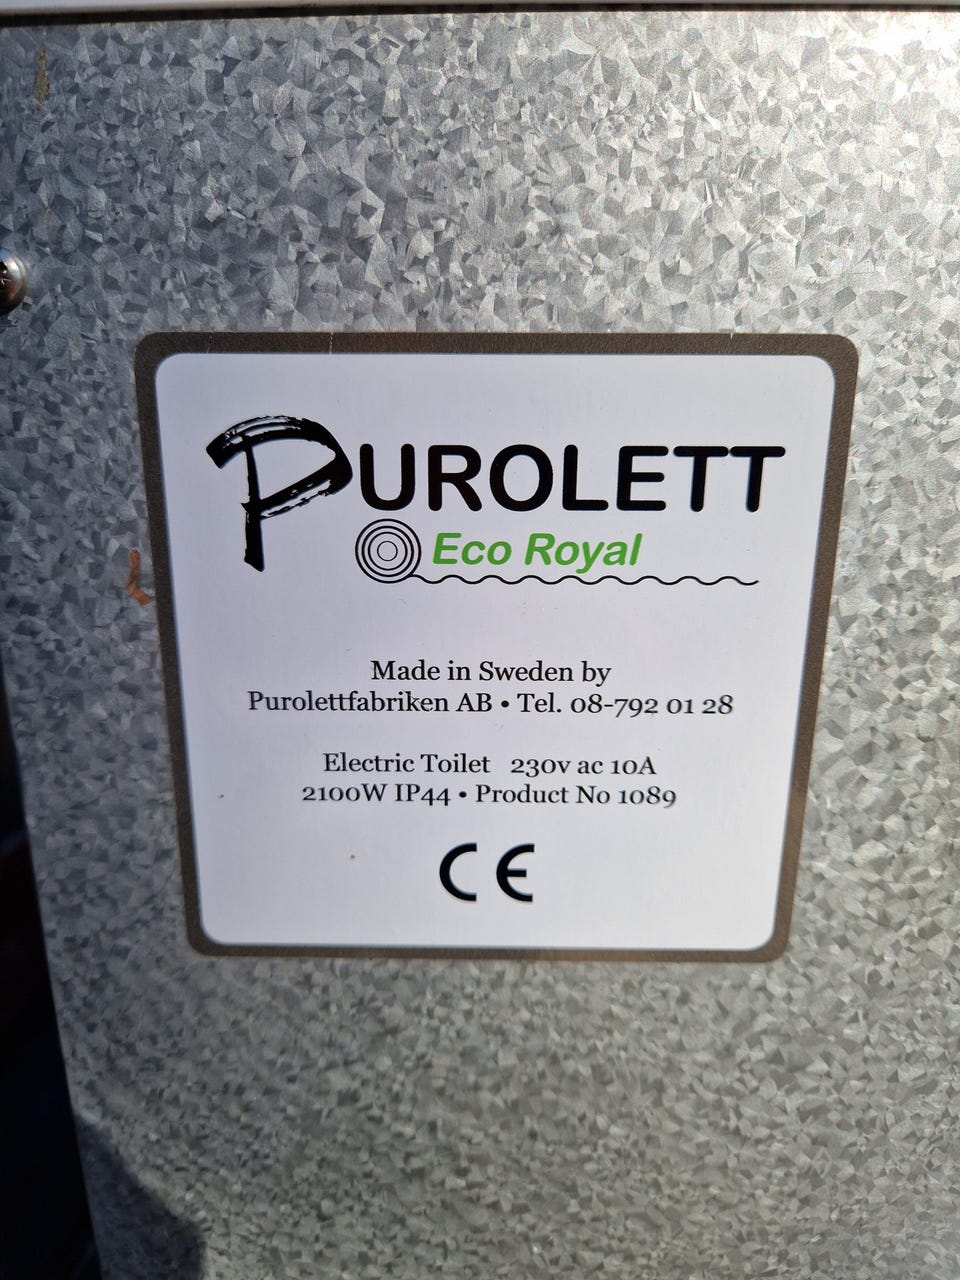 PUROLETT
Eco Royal
Made in Sweden by
Purolettfabriken AB • Tel. 08-792 01 28
Electric Toilet 230v ac 10A
2100W IP44 • Product No 1089
CE